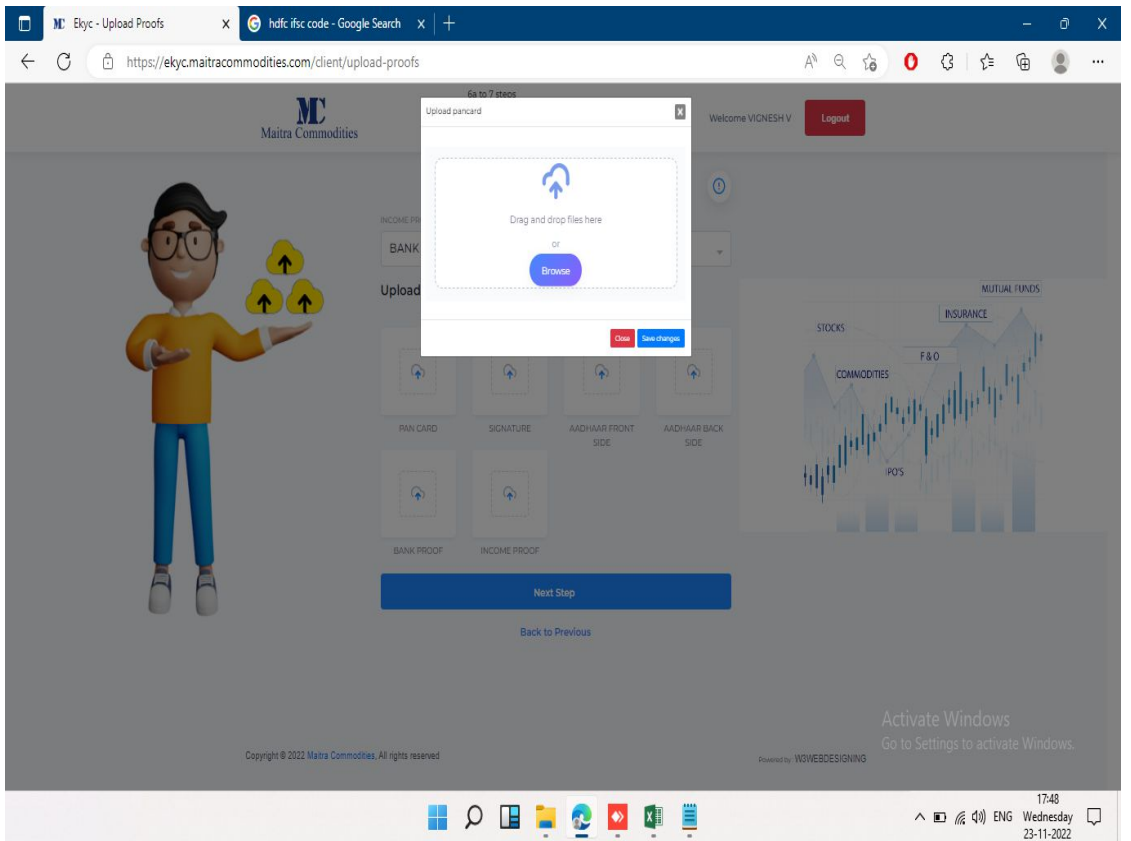 Ekyc - Upload Proofs
hdfc ifsc code - Google Search
https://ekyc.maitracommodities.com/client/upload-proofs
6a to 7 steps
MC
Maitra Commodities
Upload pancard
X
Welcome VIGNESH V
Logout
Drag and drop files here
or
Browse
Close
Save changes
INCOME PR
BANK
Upload
PAN CARD
SIGNATURE
AADHAAR FRONT
SIDE
AADHAAR BACK
SIDE
BANK PROOF
INCOME PROOF
Next Step
Back to Previous
MUTUAL FUNDS
INSURANCE
STOCKS
F & O
COMMODITIES
IPO'S
Activate Windows
Go to Settings to activate Windows.
Copyright © 2022 Maitra Commodities, All rights reserved
Powered by W3WEBDESIGNING
ENG
17:48
Wednesday
23-11-2022